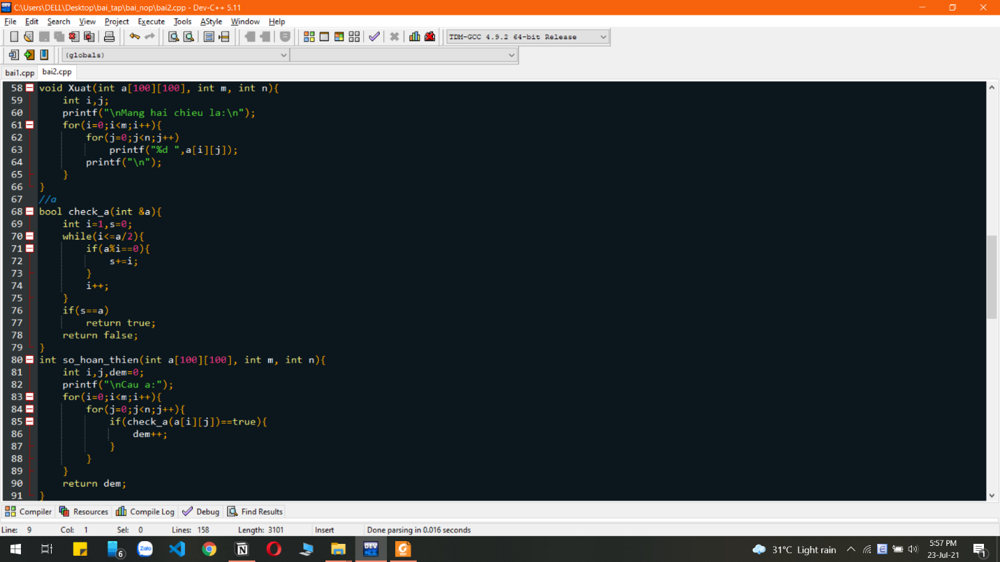 C:\Users\DELL\Desktop\bai_tap\bai_nop\bai2.cpp - Dev-C++ 5.11
File Edit Search View Project Execute Tools AStyle Window Help
TDM-GCC 4.9.2 64-bit Release
(globals)
bai1.cpp bai2.cpp
58 void Xuat(int a[100][100], int m, int n){
59 int i,j;
60 printf("\nMang hai chieu la:\n");
61 for(i=0;i<m;i++){
62 for(j=0;j<n;j++)
63 printf("%d ",a[i][j]);
64 printf("\n");
65 }
66 }
67 //a
68 bool check_a(int &a){
69 int i=1,s=0;
70 while(i<=a/2){
71 if(a%i==0){
72 s+=i;
73 }
74 i++;
75 }
76 if(s==a)
77 return true;
78 return false;
79 }
80 int so_hoan_thien(int a[100][100], int m, int n){
81 int i,j,dem=0;
82 printf("\nCau a:");
83 for(i=0;i<m;i++){
84 for(j=0;j<n;j++){
85 if(check_a(a[i][j])==true){
86 dem++;
87 }
88 }
89 }
90 return dem;
91 }
Compiler Resources Compile Log Debug Find Results
Line: 9 Col: 1 Sel: 0 Lines: 158 Length: 3101 Insert Done parsing in 0.016 seconds
6 Zalo DEV 31°C Light rain E 5:57 PM
23-Jul-21 1